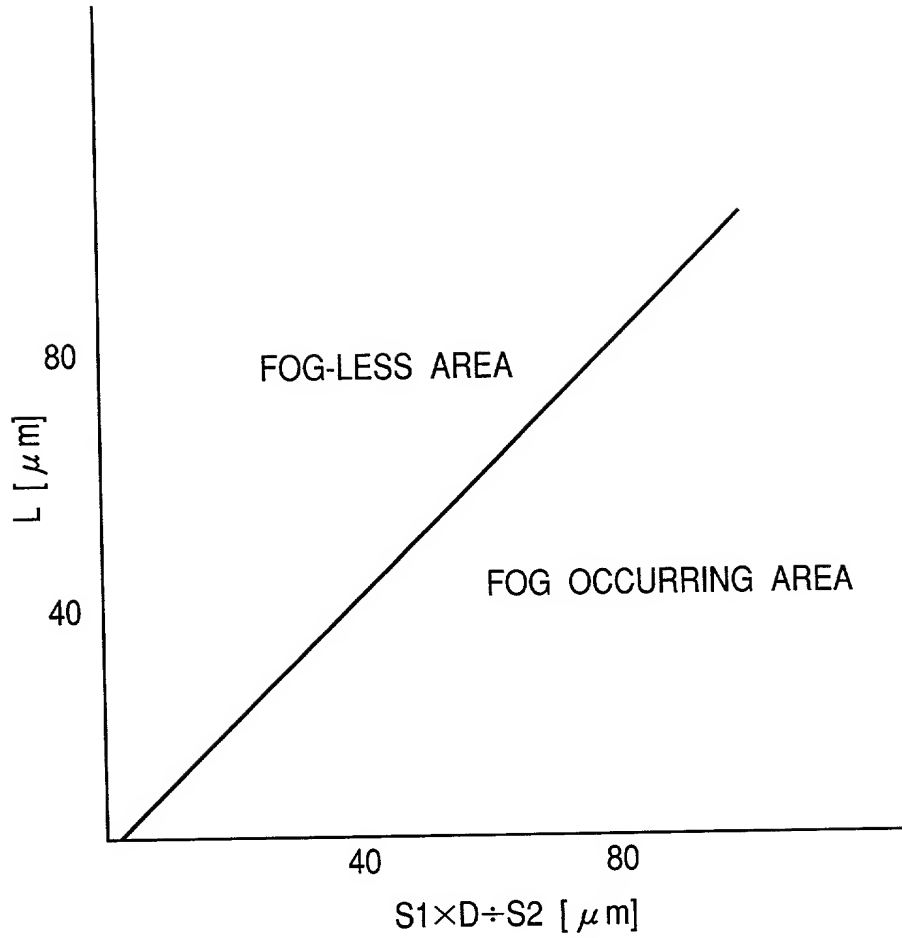 80
FOG-LESS AREA
L [ μm]
FOG OCCURRING AREA
40
40
80
S1×D÷S2 [ μm]